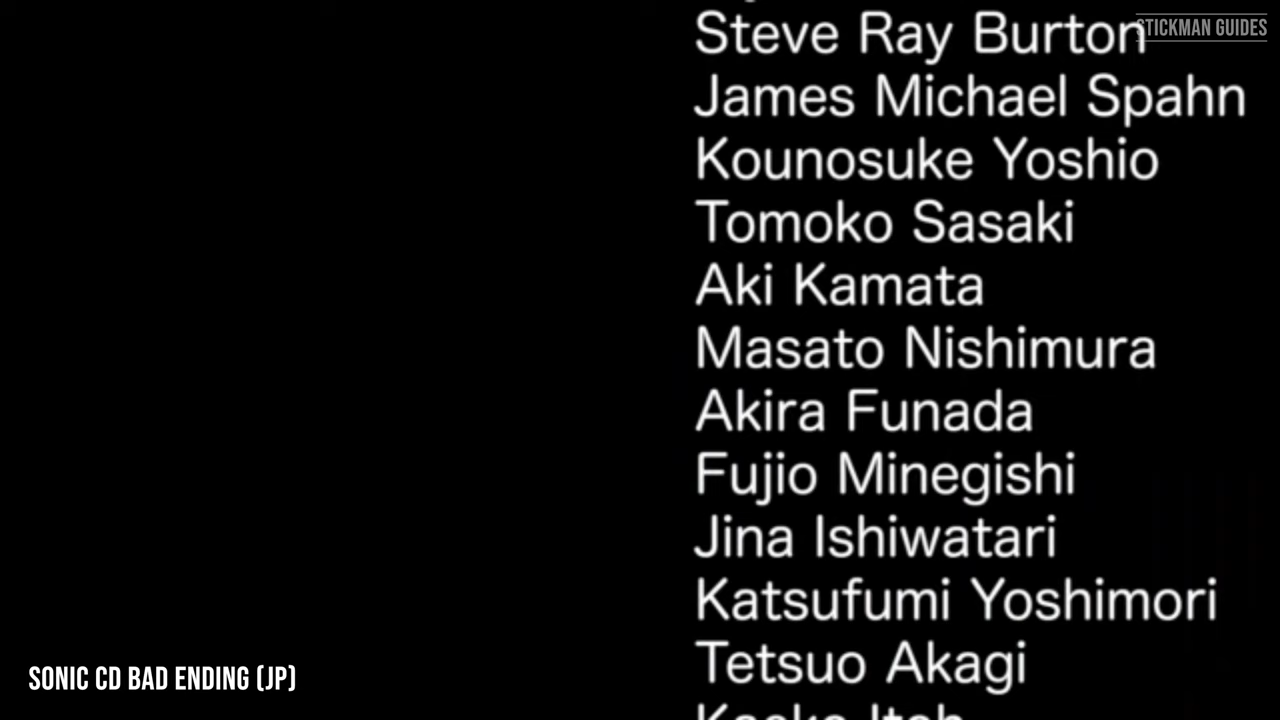 STICKMAN GUIDES
Steve Ray Burton
James Michael Spahn
Kounosuke Yoshio
Tomoko Sasaki
Aki Kamata
Masato Nishimura
Akira Funada
Fujio Minegishi
Jina Ishiwatari
Katsufumi Yoshimori
Tetsuo Akagi
SONIC CD BAD ENDING (JP)